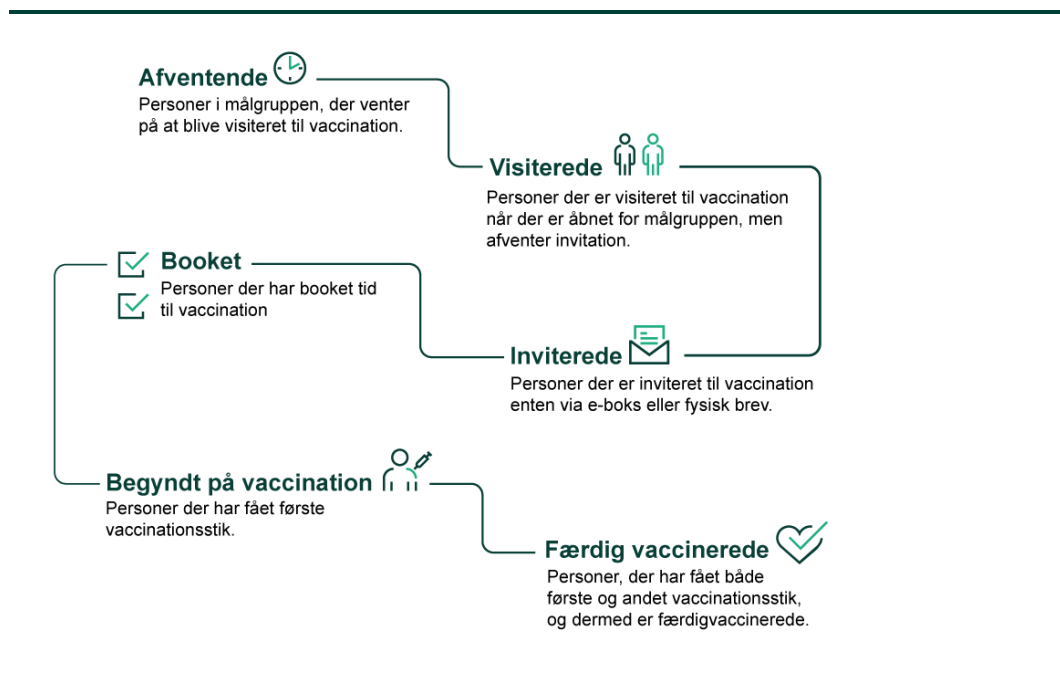 Afventende
Personer i målgruppen, der venter
på at blive visiteret til vaccination.
Visiterede
Personer der er visiteret til vaccination
når der er åbnet for målgruppen, men
afventer invitation.
Inviterede
Personer der er inviteret til vaccination
enten via e-boks eller fysisk brev.
Booket
Personer der har booket tid
til vaccination
Begyndt på vaccination
Personer der har fået første
vaccinationsstik.
Færdig vaccinerede
Personer, der har fået både
første og andet vaccinationsstik,
og dermed er færdigvaccinerede.